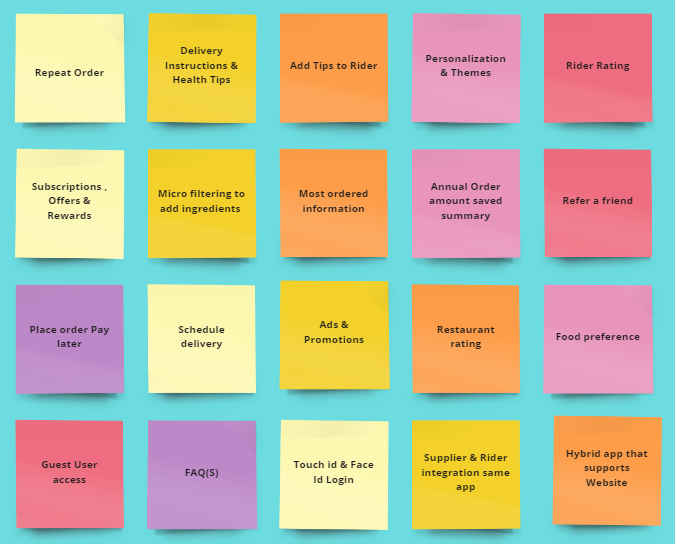 Repeat Order
Delivery
Instructions &
Health Tips
Add Tips to Rider
Personalization
& Themes
Rider Rating
Subscriptions ,
Offers &
Rewards
Micro filtering to
add ingredients
Most ordered
information
Annual Order
amount saved
summary
Refer a friend
Place order Pay
later
Schedule
delivery
Ads &
Promotions
Restaurant
rating
Food preference
Guest User
access
FAQ(S)
Touch id & Face
Id Login
Supplier & Rider
integration same
app
Hybrid app that
supports
Website